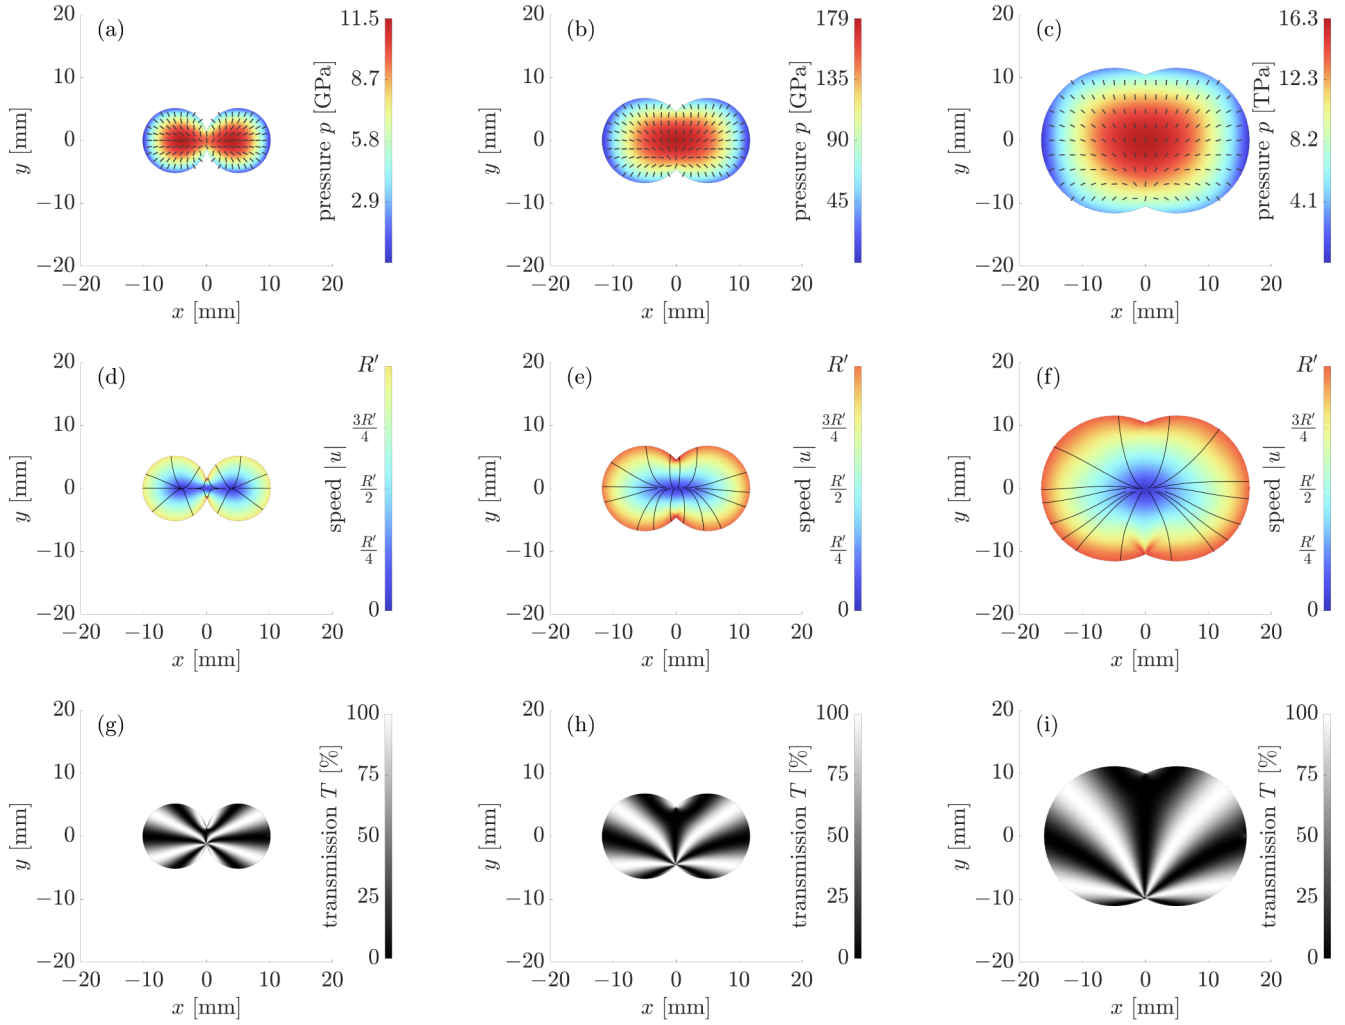 (a)
20
10
0
−10
−20
y [mm]
−20 −10 0 10 20
x [mm]
pressure p [GPa]
11.5
8.7
5.8
2.9
(b)
20
10
0
−10
−20
y [mm]
−20 −10 0 10 20
x [mm]
pressure p [GPa]
179
135
90
45
(c)
20
10
0
−10
−20
y [mm]
−20 −10 0 10 20
x [mm]
pressure p [TPa]
16.3
12.3
8.2
4.1
(d)
20
10
0
−10
−20
y [mm]
−20 −10 0 10 20
x [mm]
speed |u|
R′
3R′/4
R′/2
R′/4
0
(e)
20
10
0
−10
−20
y [mm]
−20 −10 0 10 20
x [mm]
speed |u|
R′
3R′/4
R′/2
R′/4
0
(f)
20
10
0
−10
−20
y [mm]
−20 −10 0 10 20
x [mm]
speed |u|
R′
3R′/4
R′/2
R′/4
0
(g)
20
10
0
−10
−20
y [mm]
−20 −10 0 10 20
x [mm]
transmission T [%]
100
75
50
25
0
(h)
20
10
0
−10
−20
y [mm]
−20 −10 0 10 20
x [mm]
transmission T [%]
100
75
50
25
0
(i)
20
10
0
−10
−20
y [mm]
−20 −10 0 10 20
x [mm]
transmission T [%]
100
75
50
25
0